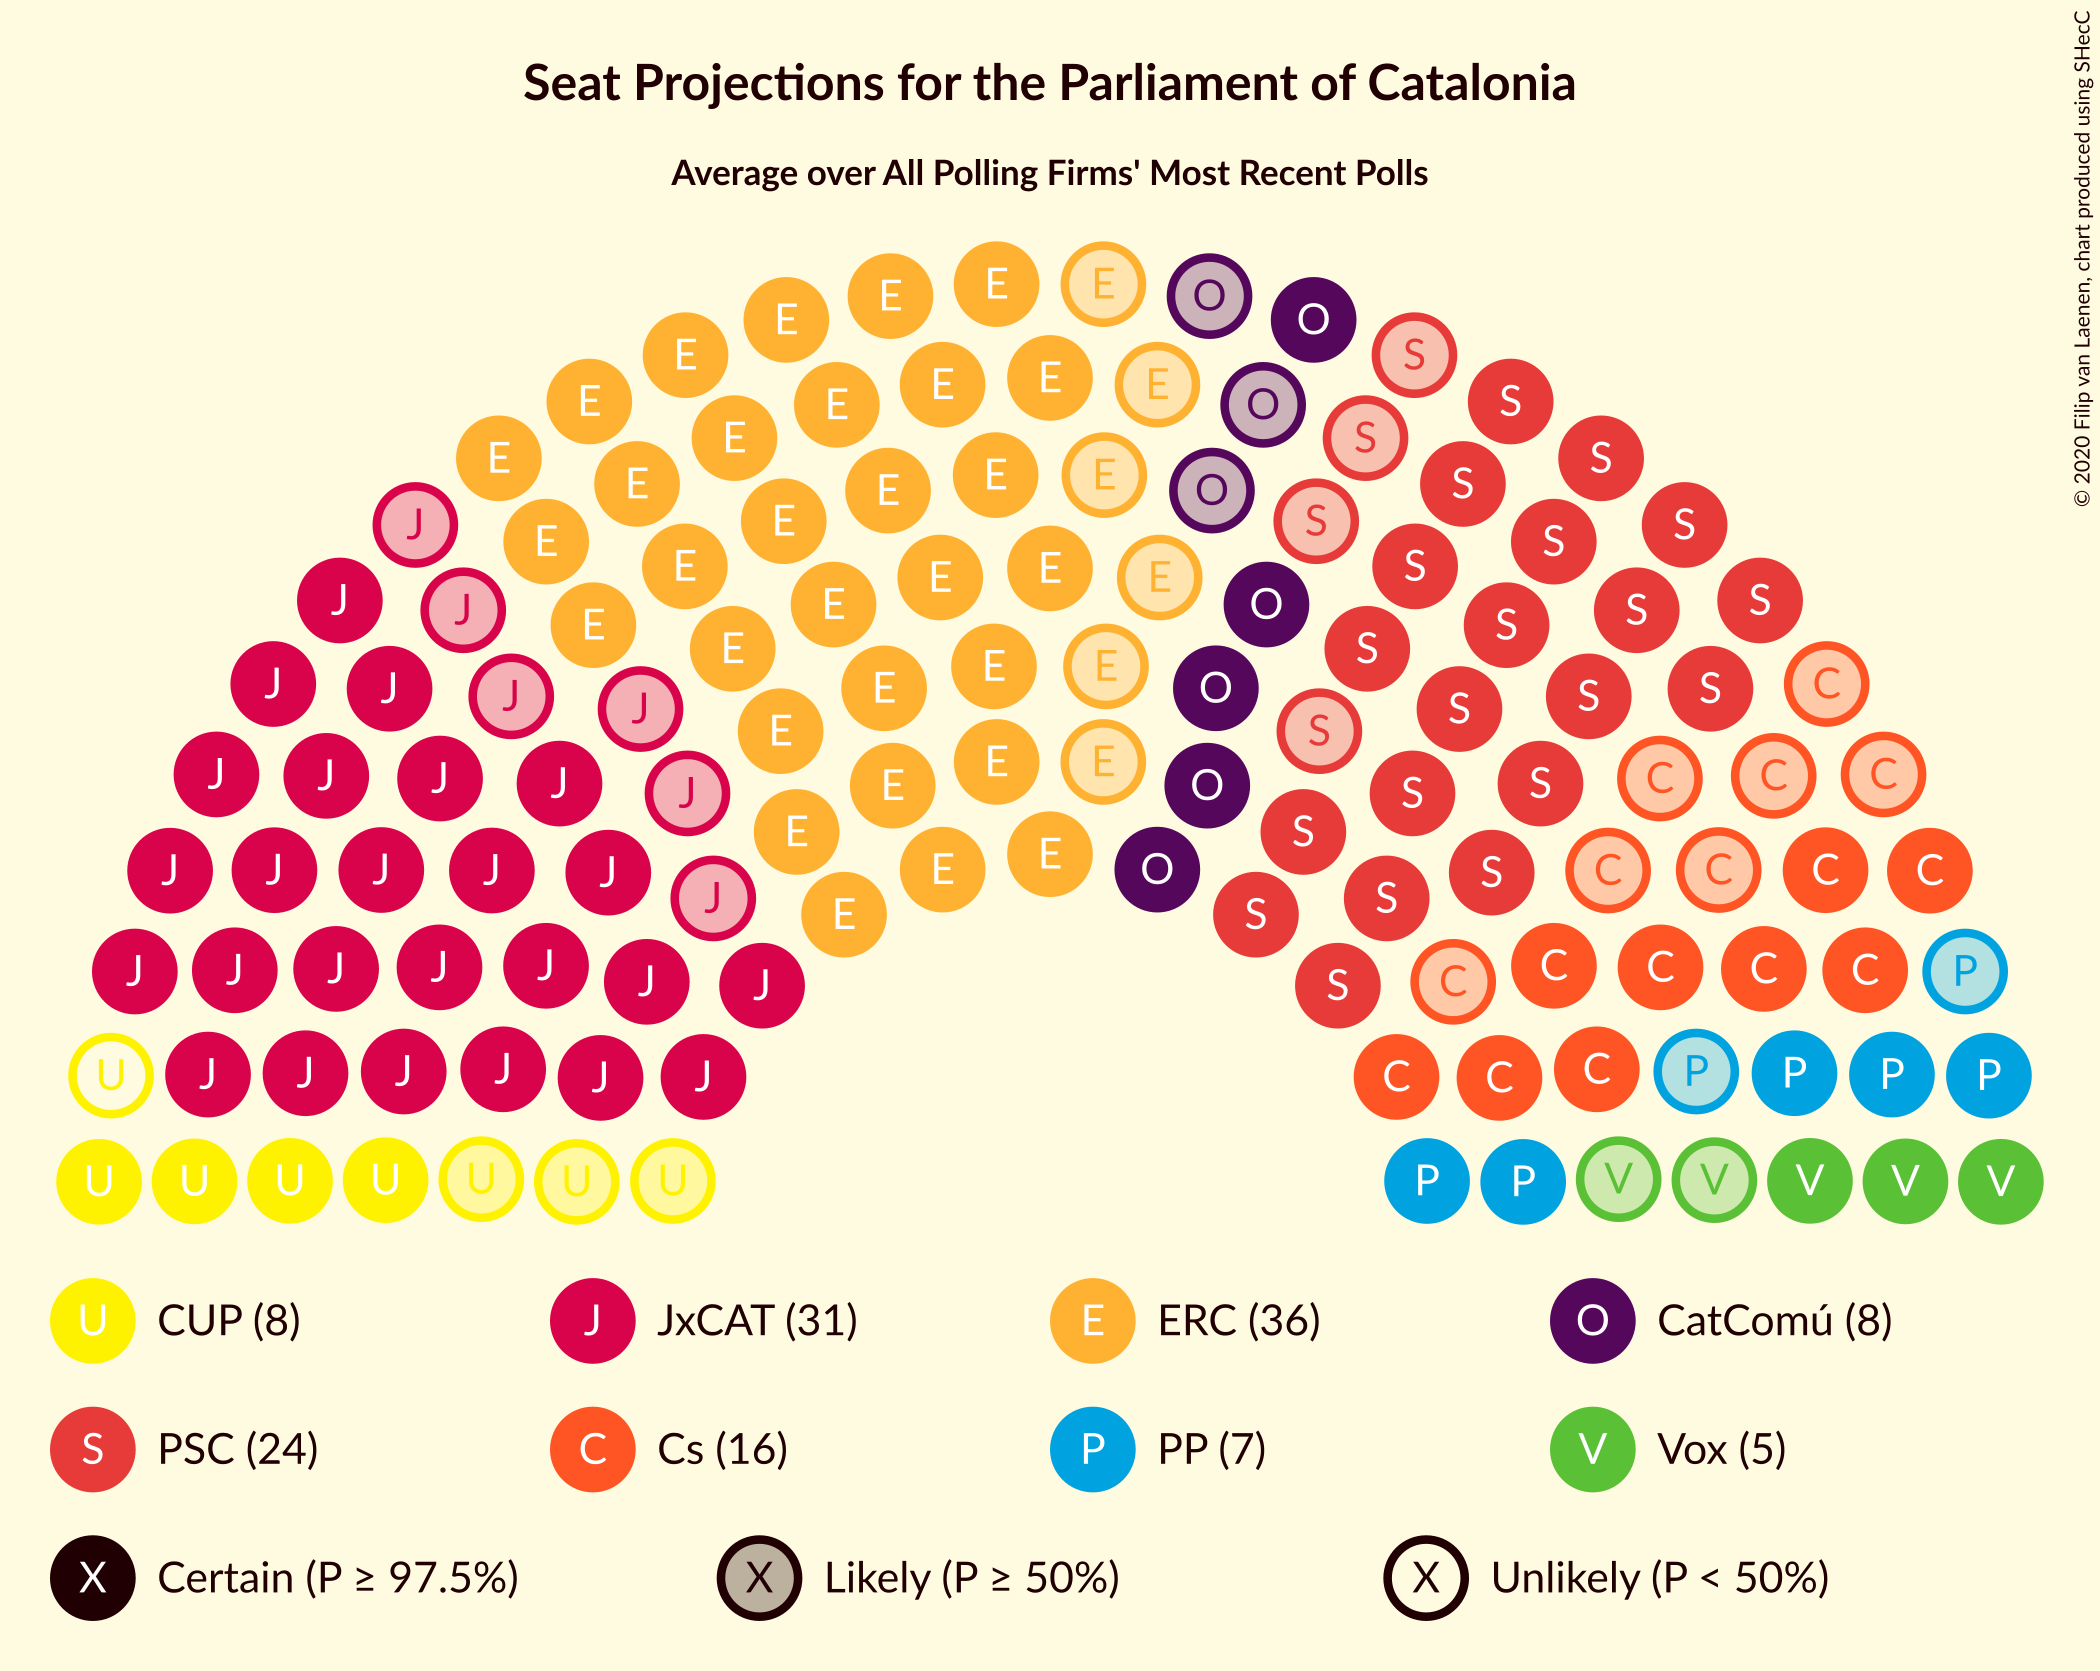 Seat Projections for the Parliament of Catalonia
Average over All Polling Firms' Most Recent Polls
© 2020 Filip van Laenen, chart produced using SHecC
E E E O O S
E E S
E E E E O S
E E S S
E E E E O S
J E E S S
E E E E E O S
J E S S
J E E S S
E E E O S
J J E E S S
J J J E E E S S S S
J J E E E O S C
J E E S
J J J J E E E O S S C C C
J J J J J E E O S S C C C C
J E S S
J J J J J J J S C C C C C P
U J J J J J J C C C P P P P
U U U U U U U P P V V V V V
U CUP (8) J JxCAT (31) E ERC (36) O CatComú (8)
S PSC (24) C Cs (16) P PP (7) V Vox (5)
X Certain (P ≥ 97.5%) X Likely (P ≥ 50%) X Unlikely (P < 50%)